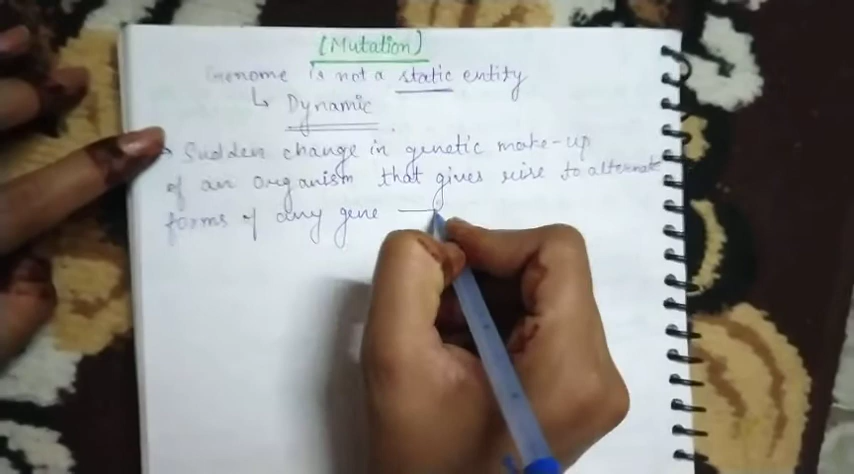 [Mutation]
Genome is not a static entity
↳ Dynamic
→ Sudden change in genetic make-up
of an organism that gives rise to alternate
forms of any gene —